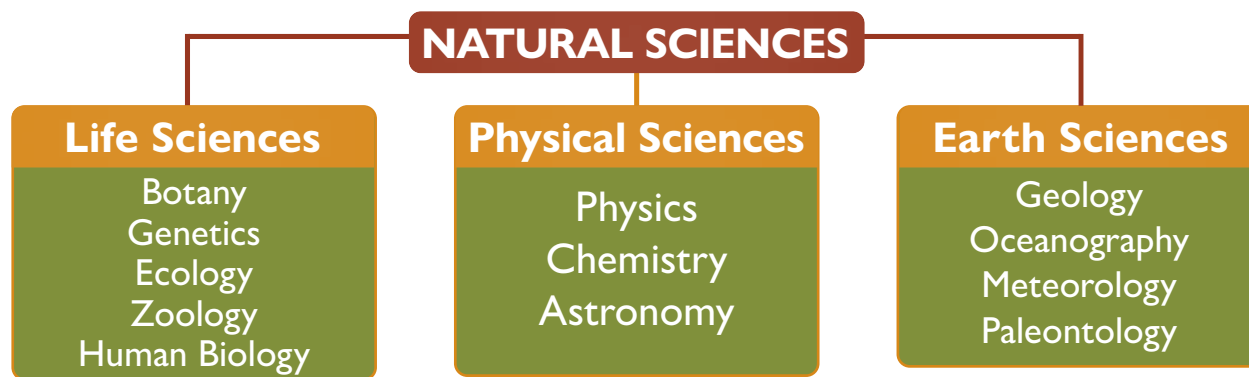 NATURAL SCIENCES
Life Sciences
Botany
Genetics
Ecology
Zoology
Human Biology
Physical Sciences
Physics
Chemistry
Astronomy
Earth Sciences
Geology
Oceanography
Meteorology
Paleontology